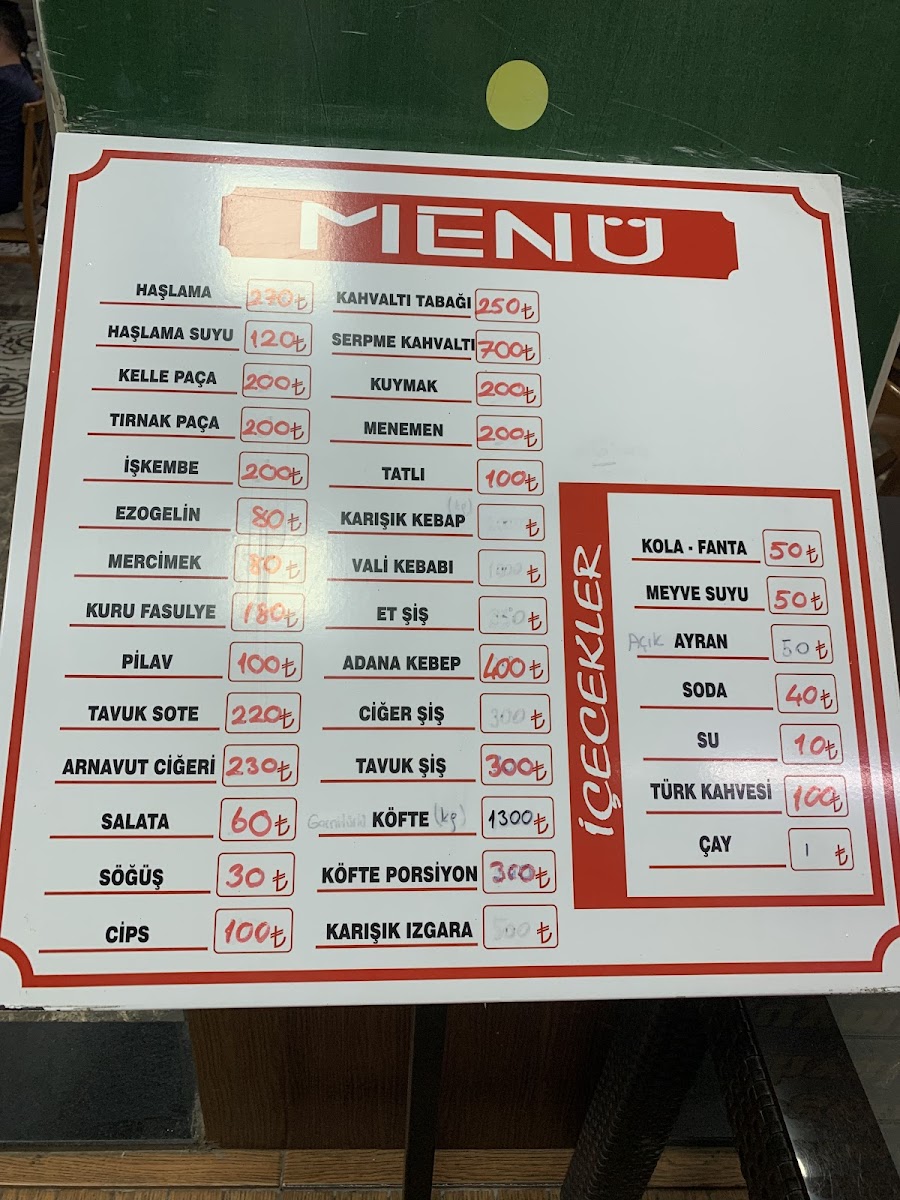 MENÜ
HAŞLAMA 270₺
HAŞLAMA SUYU 120₺
KELLE PAÇA 200₺
TIRNAK PAÇA 200₺
İŞKEMBE 200₺
EZOGELİN 80₺
MERCİMEK 80₺
KURU FASULYE 180₺
PİLAV 100₺
TAVUK SOTE 220₺
ARNAVUT CİĞERİ 230₺
SALATA 60₺
SÖĞÜŞ 30₺
CİPS 100₺
KAHVALTI TABAĞI 250₺
SERPME KAHVALTI 700₺
KUYMAK 200₺
MENEMEN 200₺
TATLI 100₺
KARIŞIK KEBAP (kg) ₺
VALİ KEBABI ₺
ET ŞİŞ ₺
ADANA KEBEP 400₺
CİĞER ŞİŞ 300₺
TAVUK ŞİŞ 300₺
KÖFTE (kg) 1300₺
KÖFTE PORSİYON 300₺
KARIŞIK IZGARA 500₺
İÇECEKLER
KOLA - FANTA 50₺
MEYVE SUYU 50₺
Açık AYRAN 50₺
SODA 40₺
SU 10₺
TÜRK KAHVESİ 100₺
ÇAY ₺